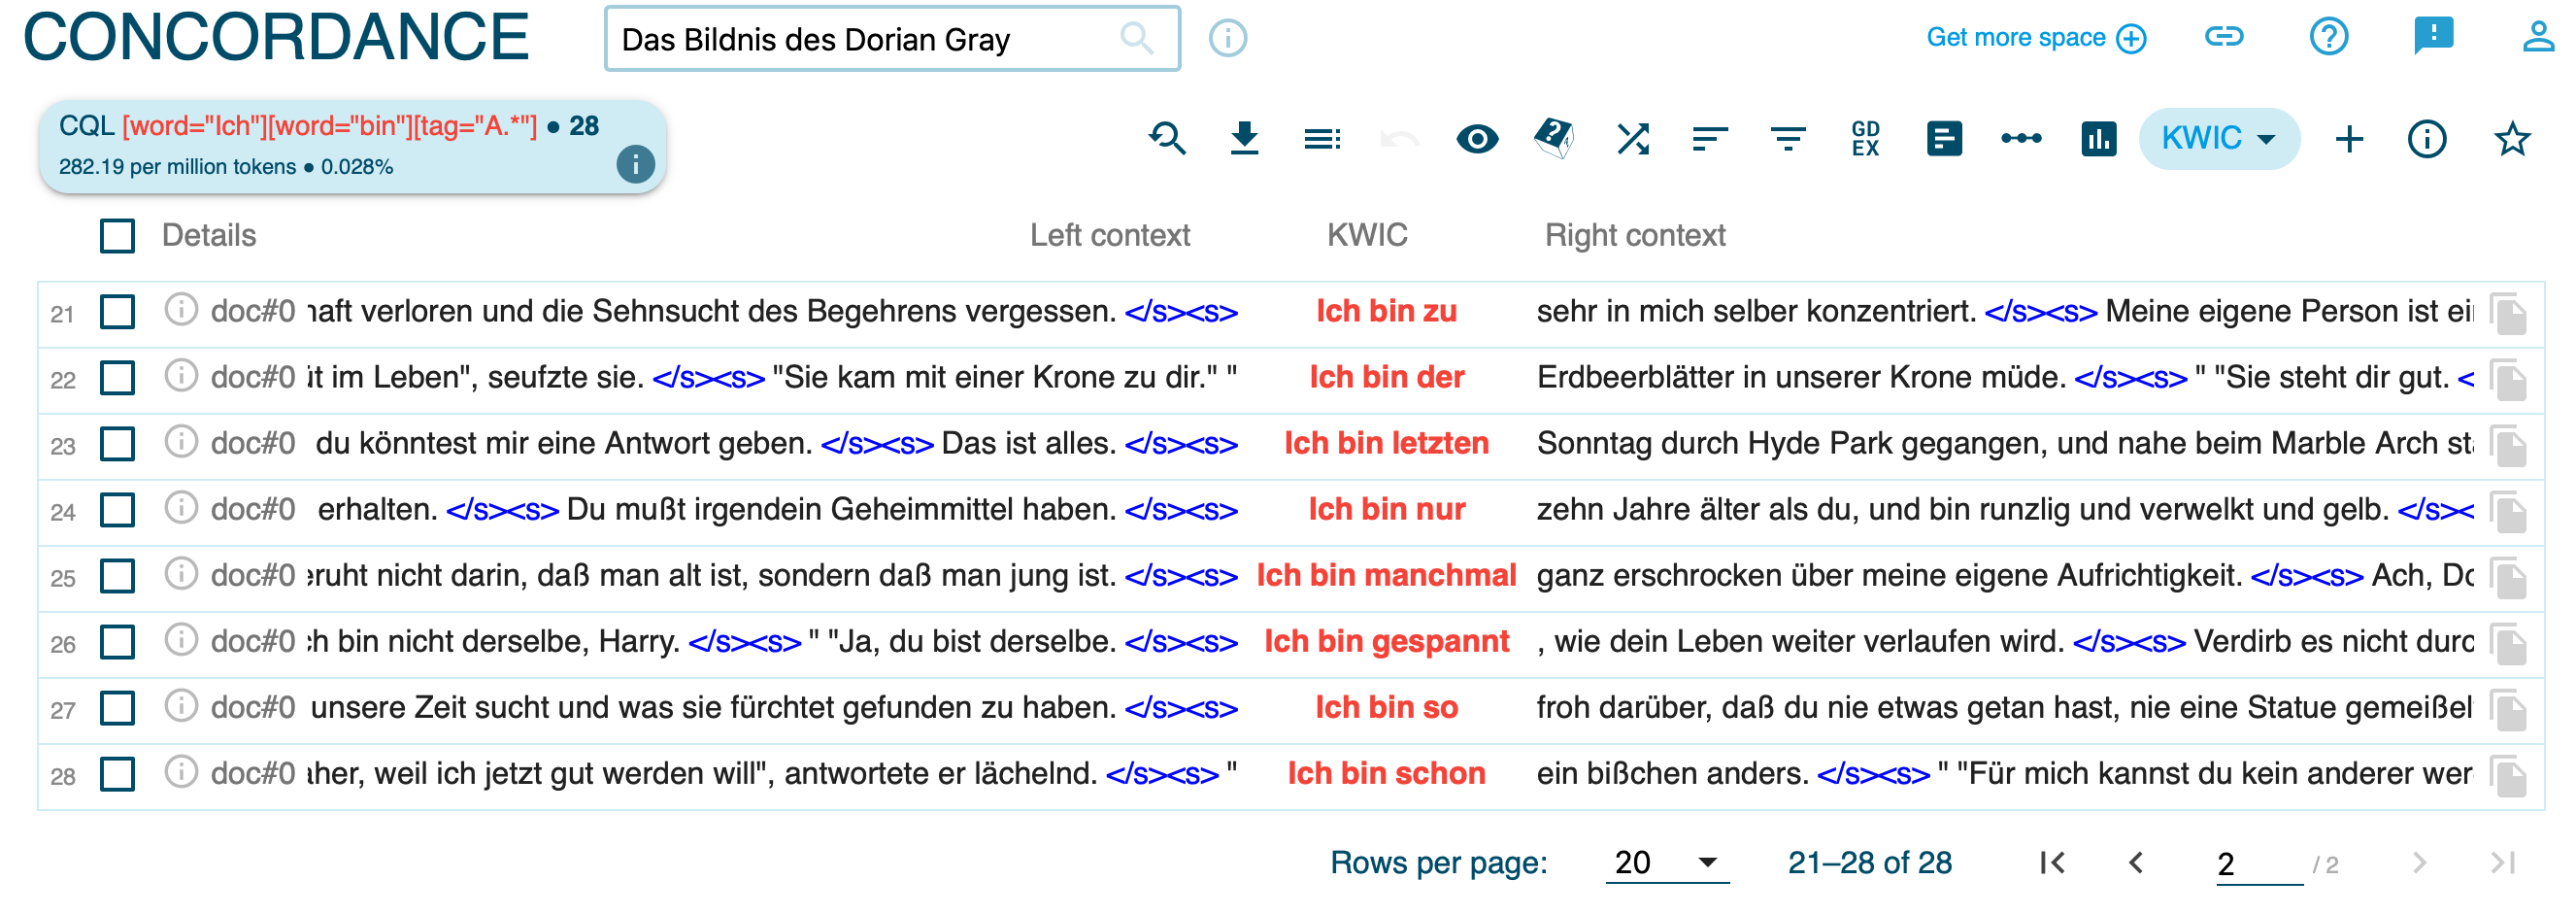 CONCORDANCE Das Bildnis des Dorian Gray Get more space
CQL [word="Ich"][word="bin"][tag="A.*"] ● 28
282.19 per million tokens ● 0.028%
GD EX KWIC
Details Left context KWIC Right context
21 doc#0 haft verloren und die Sehnsucht des Begehrens vergessen. </s><s> Ich bin zu sehr in mich selber konzentriert. </s><s> Meine eigene Person ist ei
22 doc#0 üt im Leben", seufzte sie. </s><s> "Sie kam mit einer Krone zu dir." " Ich bin der Erdbeerblätter in unserer Krone müde. </s><s> " "Sie steht dir gut. <
23 doc#0 du könntest mir eine Antwort geben. </s><s> Das ist alles. </s><s> Ich bin letzten Sonntag durch Hyde Park gegangen, und nahe beim Marble Arch st
24 doc#0 erhalten. </s><s> Du mußt irgendein Geheimmittel haben. </s><s> Ich bin nur zehn Jahre älter als du, und bin runzlig und verwelkt und gelb. </s><
25 doc#0 eruht nicht darin, daß man alt ist, sondern daß man jung ist. </s><s> Ich bin manchmal ganz erschrocken über meine eigene Aufrichtigkeit. </s><s> Ach, Do
26 doc#0 ch bin nicht derselbe, Harry. </s><s> " "Ja, du bist derselbe. </s><s> Ich bin gespannt , wie dein Leben weiter verlaufen wird. </s><s> Verdirb es nicht durc
27 doc#0 unsere Zeit sucht und was sie fürchtet gefunden zu haben. </s><s> Ich bin so froh darüber, daß du nie etwas getan hast, nie eine Statue gemeißel
28 doc#0 aher, weil ich jetzt gut werden will", antwortete er lächelnd. </s><s> " Ich bin schon ein bißchen anders. </s><s> " "Für mich kannst du kein anderer wer
Rows per page: 20 21–28 of 28 2 / 2